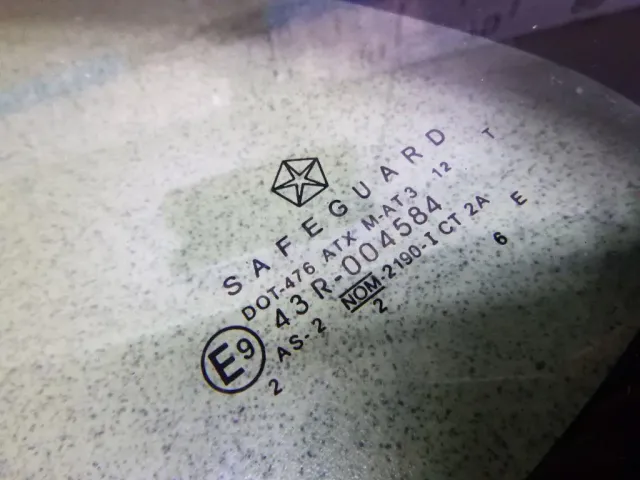 SAFEGUARD
DOT-476 ATX M-AT3 12 T
43R-004584
E9 AS-2 NOM-2190-I CT 2A E
2 2 6